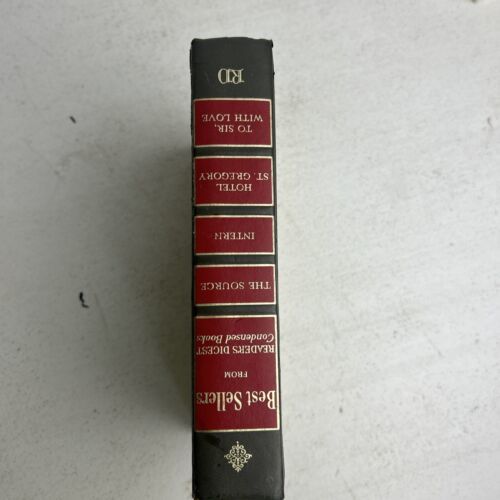 Best Sellers
FROM
READER'S DIGEST
Condensed Books
THE SOURCE
INTERN
HOTEL
ST. GREGORY
TO SIR,
WITH LOVE
RD